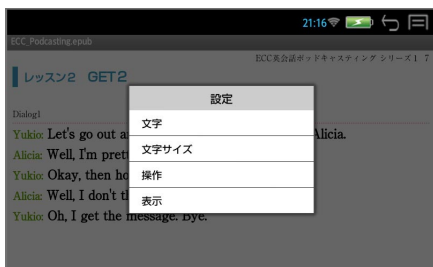 21:16
ECC_Podcasting.epub
ECC英会話ポッドキャスティング シリーズ1 7
レッスン2 GET2
設定
Dialog1
文字
Yukio: Let's go out a Alicia.
文字サイズ
Alicia: Well, I'm pret
操作
Yukio: Okay, then ho
表示
Alicia: Well, I don't th
Yukio: Oh, I get the message. Bye.